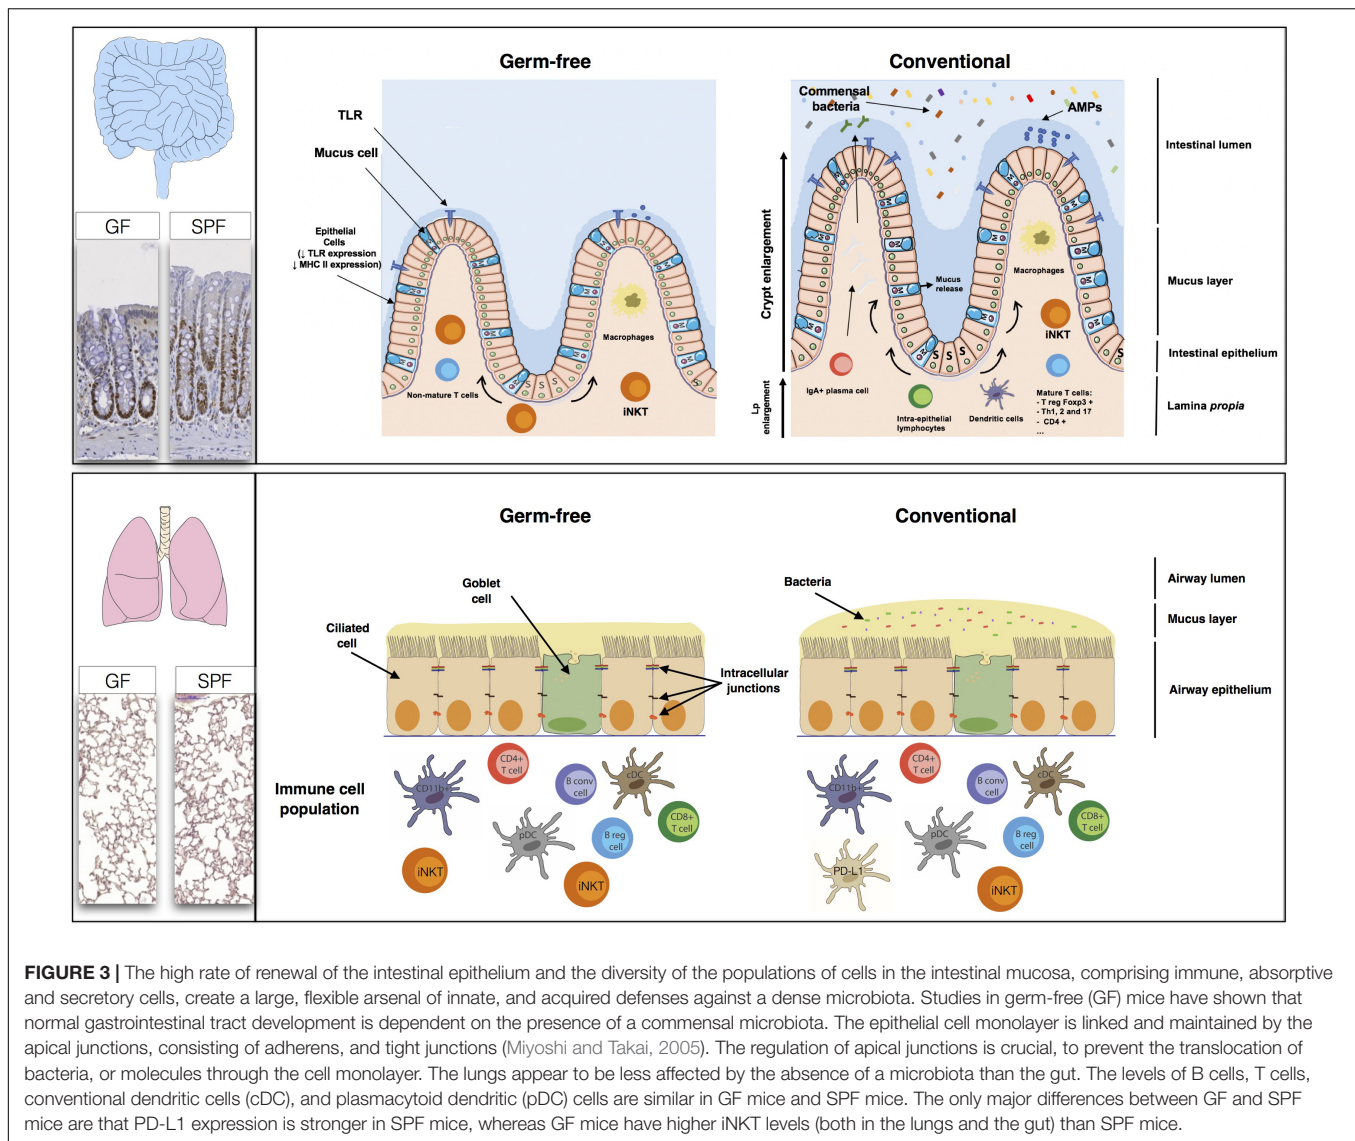 Germ-free
Conventional
GF
SPF
TLR
Mucus cell
Epithelial
Cells
(↓ TLR expression
↓ MHC II expression)
M
Macrophages
Non-mature T cells
iNKT
S S S
S
Commensal
bacteria
AMPs
Crypt enlargement
Lp
enlargement
Mucus
release
Macrophages
iNKT
S S S S
S
IgA+ plasma cell
Intra-epithelial
lymphocytes
Dendritic cells
Mature T cells:
- T reg Foxp3 +
- Th1, 2 and 17
- CD4 +
...
Intestinal lumen
Mucus layer
Intestinal epithelium
Lamina propia
Germ-free
Conventional
GF
SPF
Goblet
cell
Ciliated
cell
Intracellular
junctions
Bacteria
Airway lumen
Mucus layer
Airway epithelium
Immune cell
population
CD11b+
CD4+
T cell
B conv
cell
cDC
pDC
B reg
cell
CD8+
T cell
iNKT
iNKT
CD11b+
CD4+
T cell
B conv
cell
cDC
pDC
B reg
cell
CD8+
T cell
PD-L1
iNKT
FIGURE 3 | The high rate of renewal of the intestinal epithelium and the diversity of the populations of cells in the intestinal mucosa, comprising immune, absorptive
and secretory cells, create a large, flexible arsenal of innate, and acquired defenses against a dense microbiota. Studies in germ-free (GF) mice have shown that
normal gastrointestinal tract development is dependent on the presence of a commensal microbiota. The epithelial cell monolayer is linked and maintained by the
apical junctions, consisting of adherens, and tight junctions (Miyoshi and Takai, 2005). The regulation of apical junctions is crucial, to prevent the translocation of
bacteria, or molecules through the cell monolayer. The lungs appear to be less affected by the absence of a microbiota than the gut. The levels of B cells, T cells,
conventional dendritic cells (cDC), and plasmacytoid dendritic (pDC) cells are similar in GF mice and SPF mice. The only major differences between GF and SPF
mice are that PD-L1 expression is stronger in SPF mice, whereas GF mice have higher iNKT levels (both in the lungs and the gut) than SPF mice.